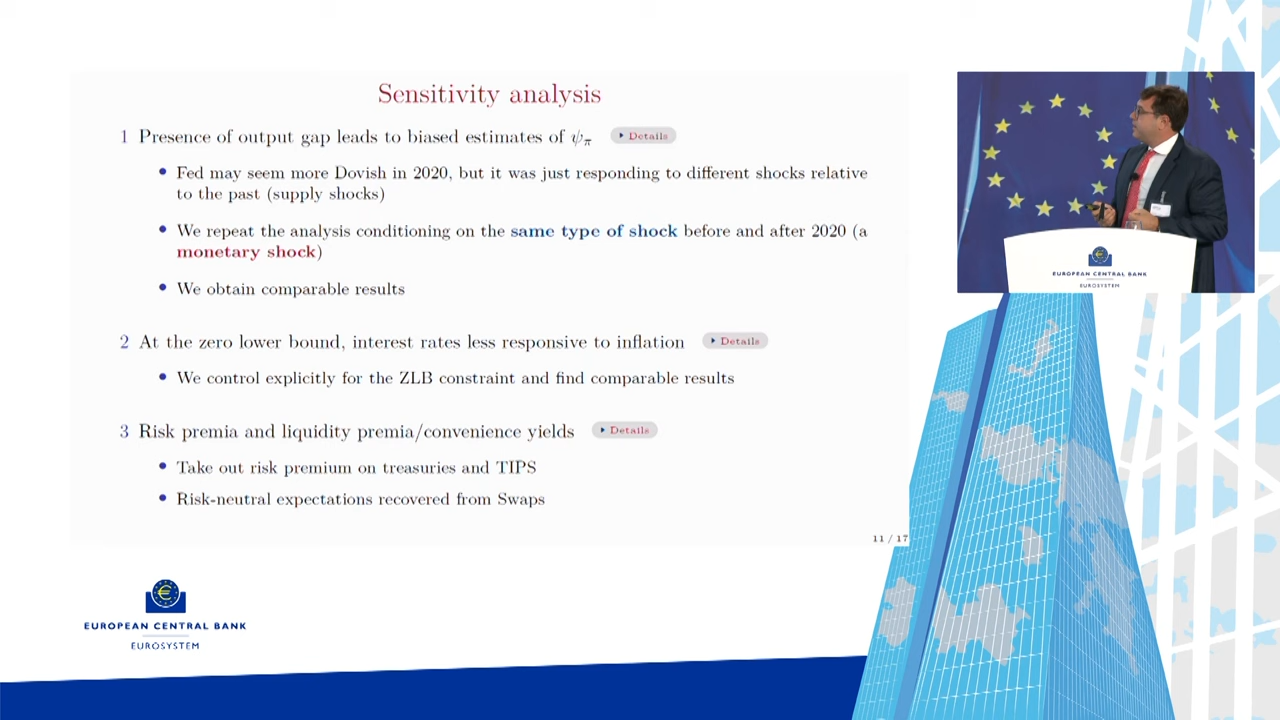 Sensitivity analysis
1 Presence of output gap leads to biased estimates of ψπ Details
Fed may seem more Dovish in 2020, but it was just responding to different shocks relative
to the past (supply shocks)
We repeat the analysis conditioning on the same type of shock before and after 2020 (a
monetary shock)
We obtain comparable results
2 At the zero lower bound, interest rates less responsive to inflation Details
We control explicitly for the ZLB constraint and find comparable results
3 Risk premia and liquidity premia/convenience yields Details
Take out risk premium on treasuries and TIPS
Risk-neutral expectations recovered from Swaps
11 / 17
EUROPEAN CENTRAL BANK
EUROSYSTEM
EUROPEAN CENTRAL BANK
EUROSYSTEM